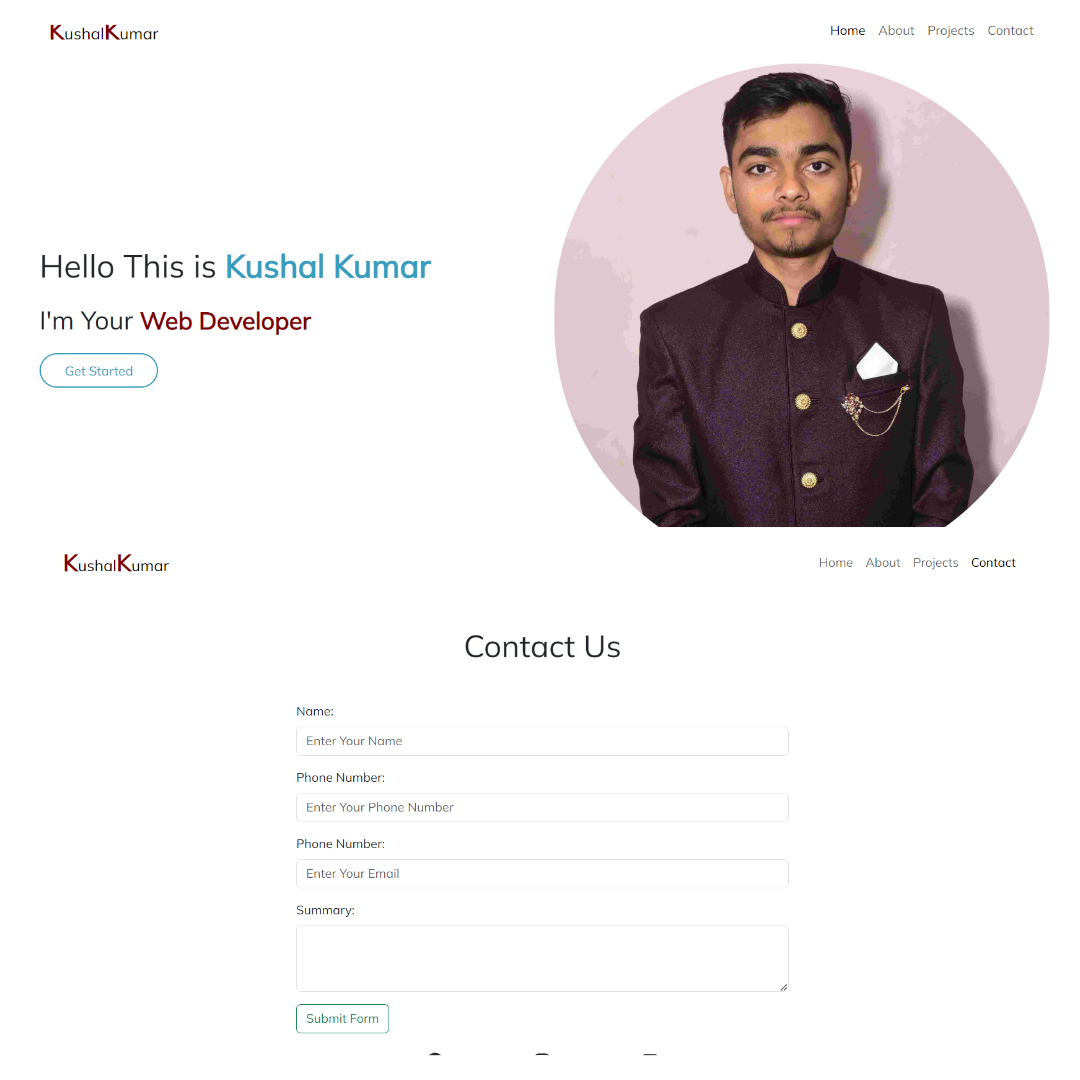 KushalKumar
Home About Projects Contact
Hello This is Kushal Kumar
I'm Your Web Developer
Get Started
KushalKumar
Home About Projects Contact
Contact Us
Name:
Enter Your Name
Phone Number:
Enter Your Phone Number
Phone Number:
Enter Your Email
Summary:
Submit Form